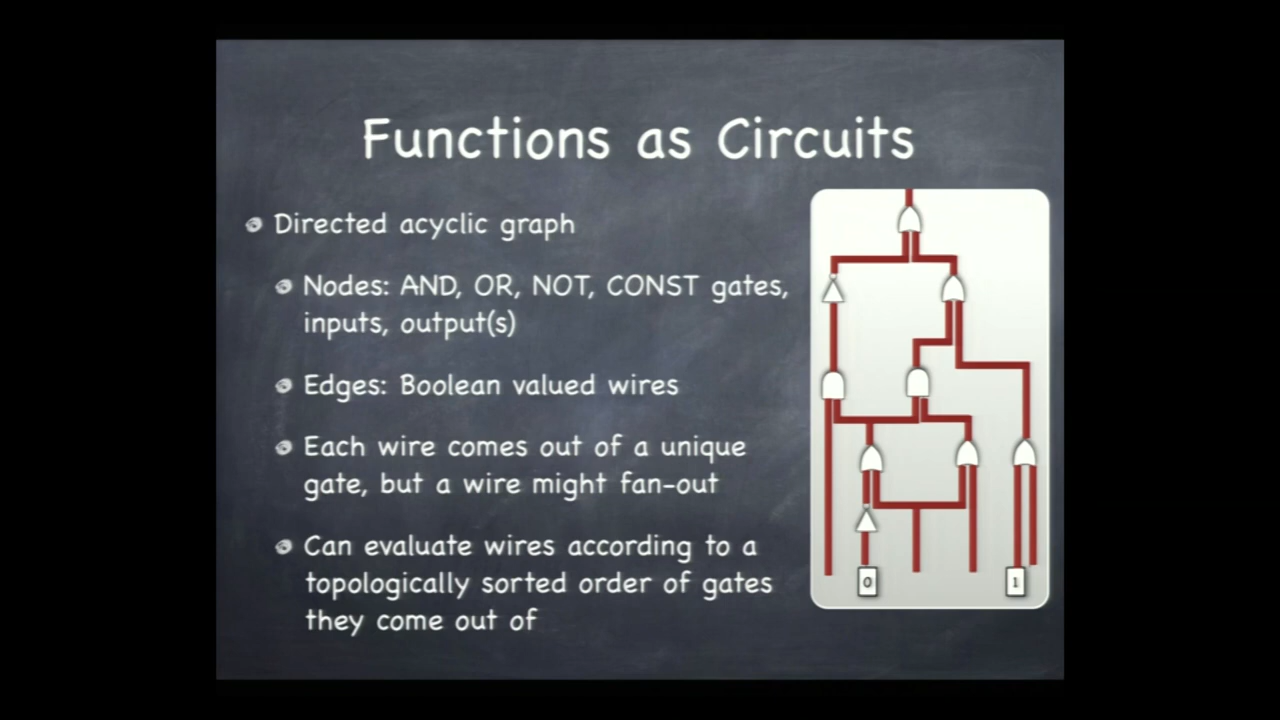 Functions as Circuits
Directed acyclic graph
Nodes: AND, OR, NOT, CONST gates,
inputs, output(s)
Edges: Boolean valued wires
Each wire comes out of a unique
gate, but a wire might fan-out
Can evaluate wires according to a
topologically sorted order of gates
they come out of
0
1